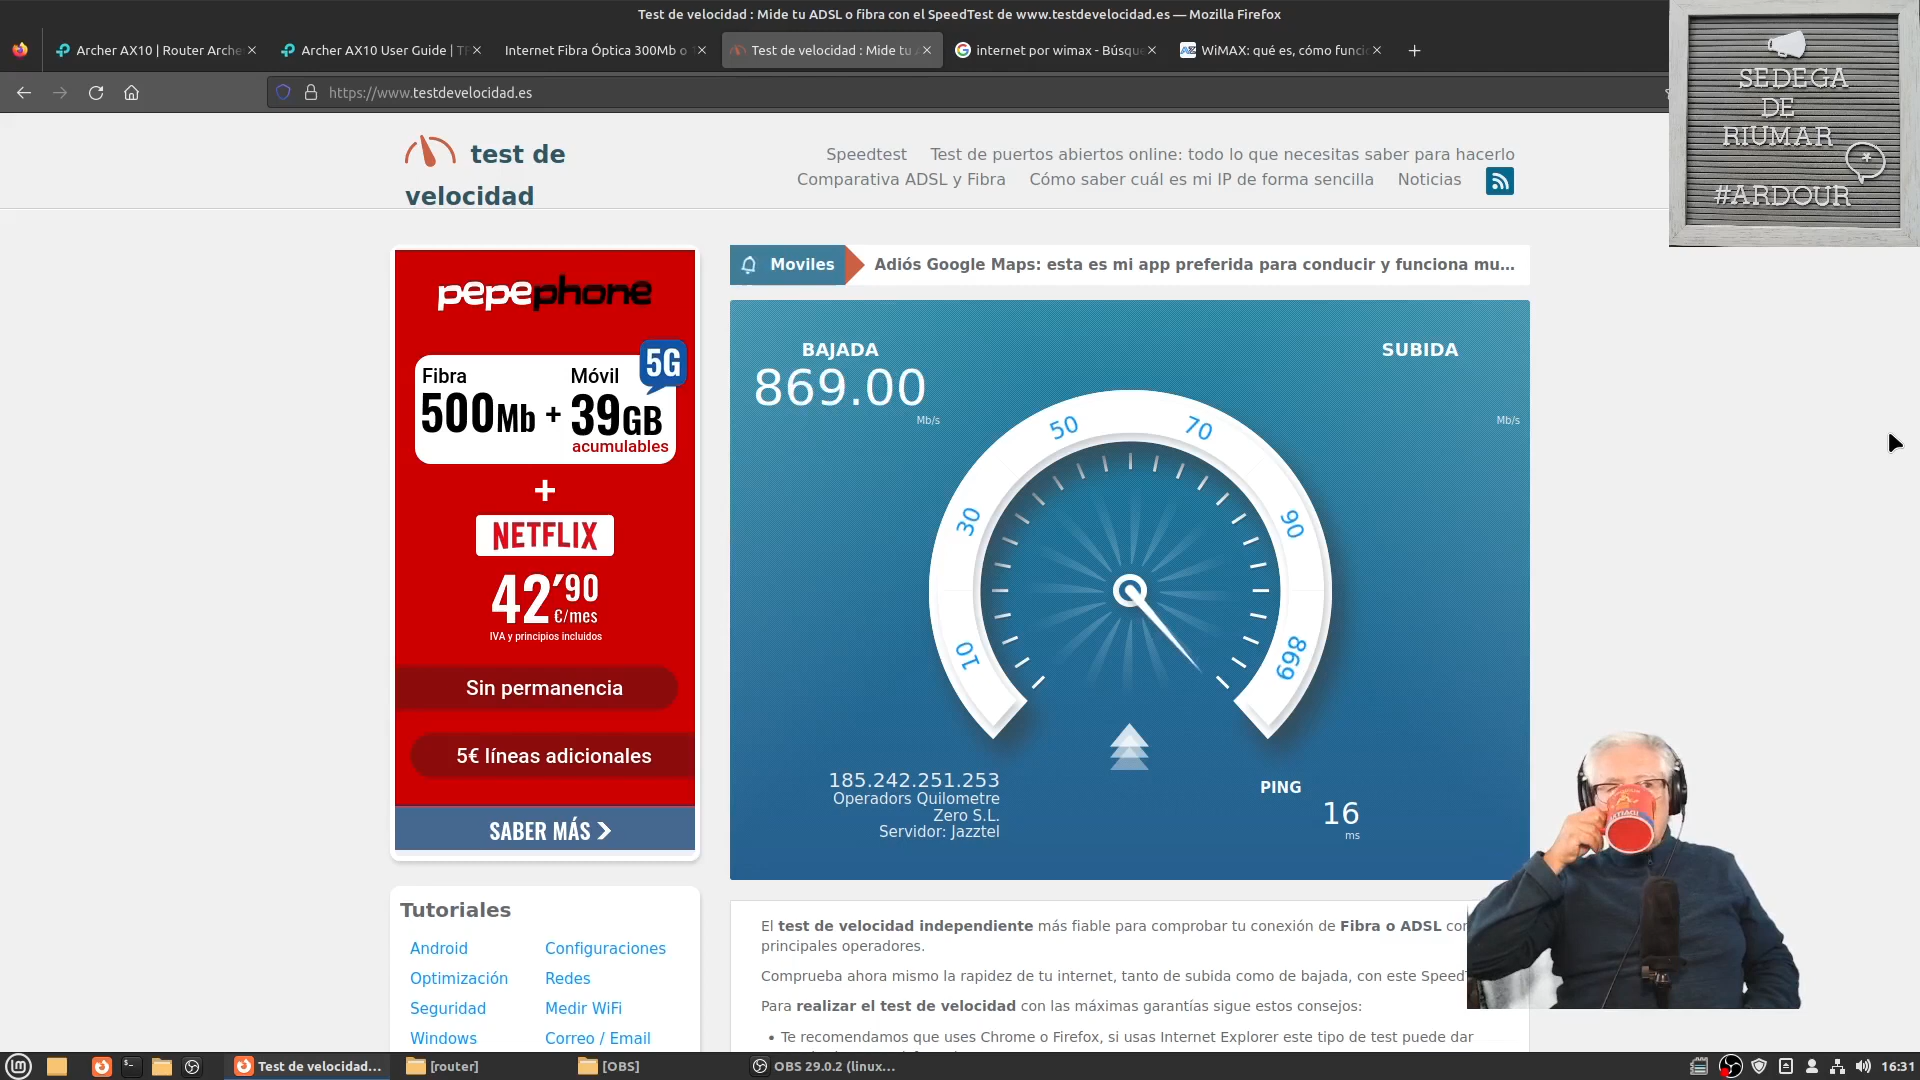 Test de velocidad : Mide tu ADSL o fibra con el SpeedTest de www.testdevelocidad.es — Mozilla Firefox
Archer AX10 | Router Arche
Archer AX10 User Guide | TP
Internet Fibra Óptica 300Mb o
Test de velocidad : Mide tu
internet por wimax - Búsque
WiMAX: qué es, cómo funci
https://www.testdevelocidad.es
SEDEGA
DE
RIUMAR
#ARDOUR
test de
velocidad
Speedtest
Test de puertos abiertos online: todo lo que necesitas saber para hacerlo
Comparativa ADSL y Fibra
Cómo saber cuál es mi IP de forma sencilla
Noticias
pepephone
5G
Fibra
Móvil
500Mb + 39GB
acumulables
+
NETFLIX
42'90
€/mes
IVA y principios incluidos
Sin permanencia
5€ líneas adicionales
SABER MÁS
Moviles
Adiós Google Maps: esta es mi app preferida para conducir y funciona mu...
BAJADA
869.00
Mb/s
SUBIDA
Mb/s
10
30
50
70
90
869
185.242.251.253
Operadors Quilometre
Zero S.L.
Servidor: Jazztel
PING
16
ms
Tutoriales
Android
Configuraciones
Optimización
Redes
Seguridad
Medir WiFi
Windows
Correo / Email
El test de velocidad independiente más fiable para comprobar tu conexión de Fibra o ADSL con
principales operadores.
Comprueba ahora mismo la rapidez de tu internet, tanto de subida como de bajada, con este SpeedT
Para realizar el test de velocidad con las máximas garantías sigue estos consejos:
• Te recomendamos que uses Chrome o Firefox, si usas Internet Explorer este tipo de test puede dar
Test de velocidad...
[router]
[OBS]
OBS 29.0.2 (linux...
16:31